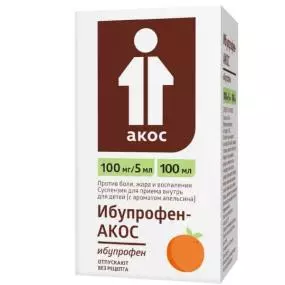 акос
100 мг/5 мл
100 мл
Против боли, жара и воспаления
Суспензия для приема внутрь
для детей (с ароматом апельсина)
Ибупрофен-
АКОС
ибупрофен
ОТПУСКАЮТ
БЕЗ РЕЦЕПТА